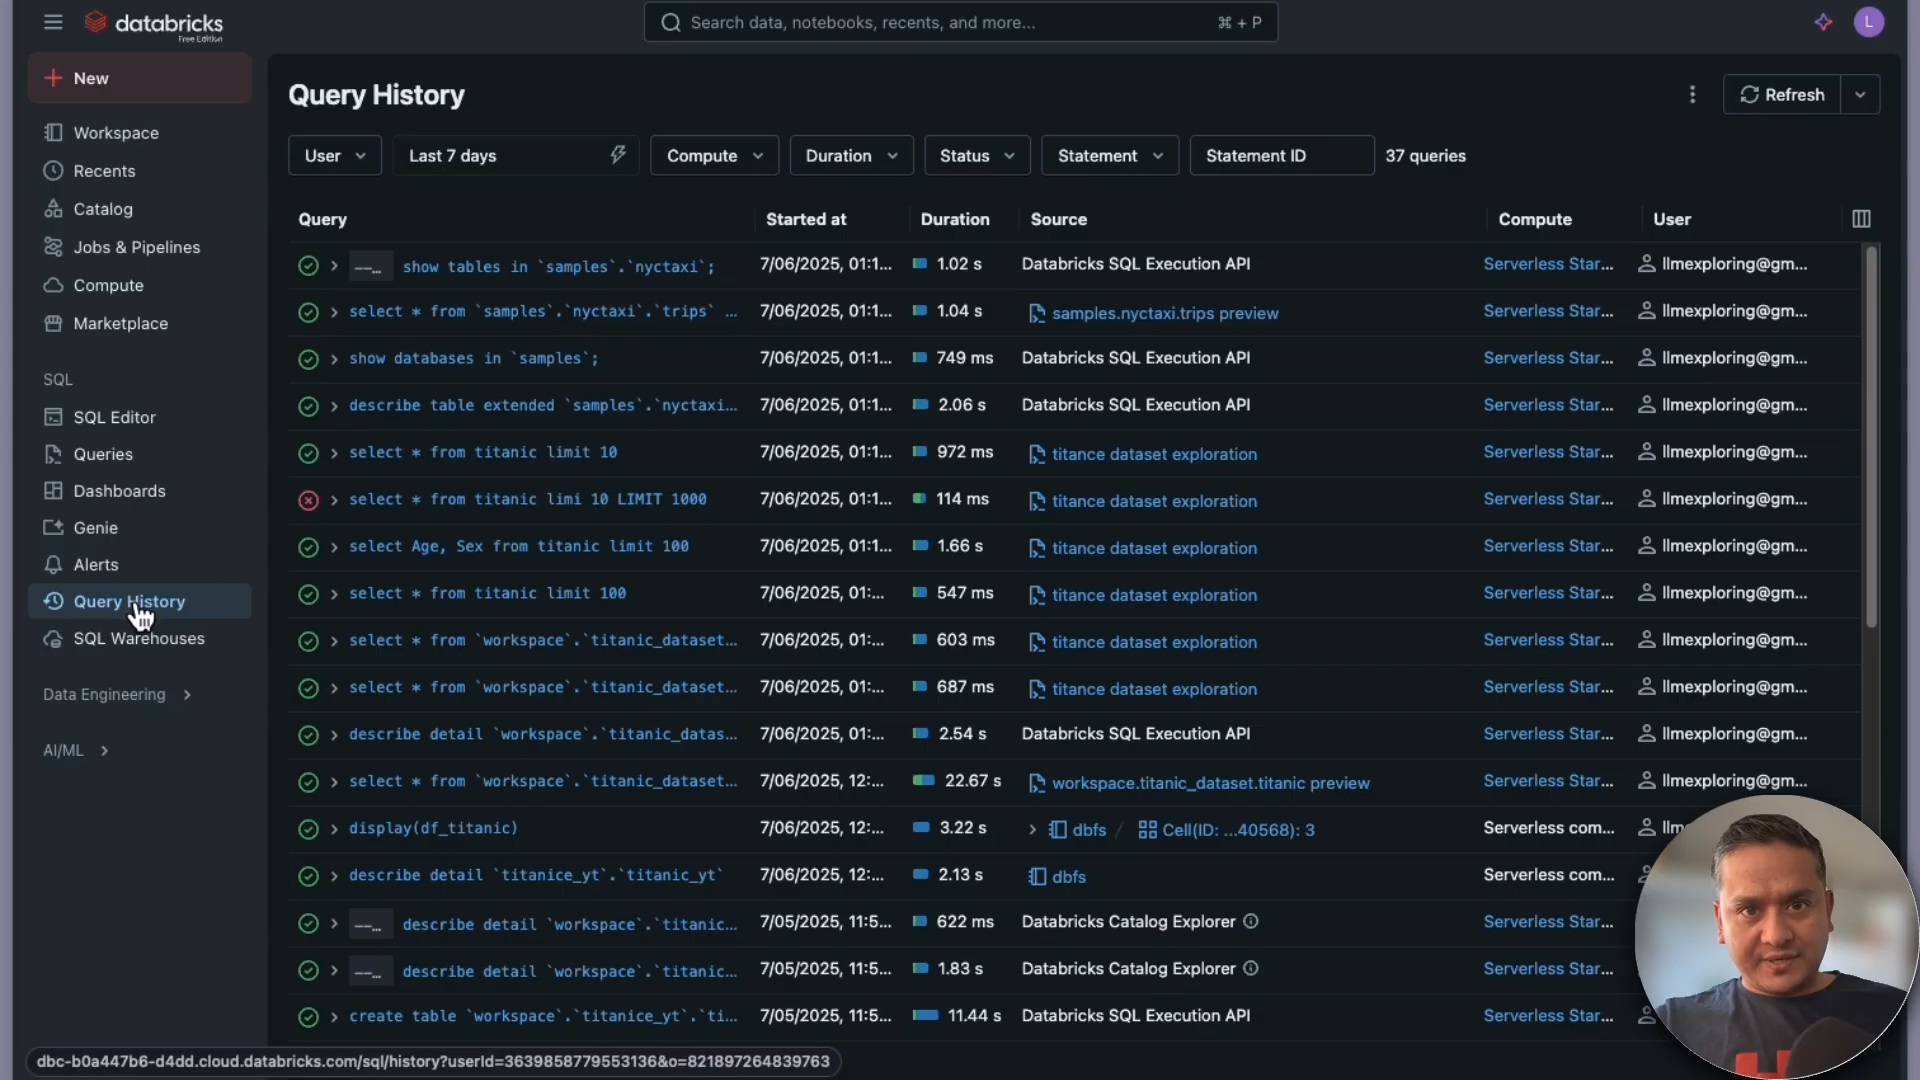 databricks
Free Edition
Search data, notebooks, recents, and more...
⌘ + P
L
New
Workspace
Recents
Catalog
Jobs & Pipelines
Compute
Marketplace
SQL
SQL Editor
Queries
Dashboards
Genie
Alerts
Query History
SQL Warehouses
Data Engineering
AI/ML
Query History
Refresh
User
Last 7 days
Compute
Duration
Status
Statement
Statement ID
37 queries
Query Started at Duration Source Compute User
--... show tables in `samples`.`nyctaxi`; 7/06/2025, 01:1... 1.02 s Databricks SQL Execution API Serverless Star... llmexploring@gm...
select * from `samples`.`nyctaxi`.`trips` ... 7/06/2025, 01:1... 1.04 s samples.nyctaxi.trips preview Serverless Star... llmexploring@gm...
show databases in `samples`; 7/06/2025, 01:1... 749 ms Databricks SQL Execution API Serverless Star... llmexploring@gm...
describe table extended `samples`.`nyctaxi... 7/06/2025, 01:1... 2.06 s Databricks SQL Execution API Serverless Star... llmexploring@gm...
select * from titanic limit 10 7/06/2025, 01:1... 972 ms titance dataset exploration Serverless Star... llmexploring@gm...
select * from titanic limi 10 LIMIT 1000 7/06/2025, 01:1... 114 ms titance dataset exploration Serverless Star... llmexploring@gm...
select Age, Sex from titanic limit 100 7/06/2025, 01:1... 1.66 s titance dataset exploration Serverless Star... llmexploring@gm...
select * from titanic limit 100 7/06/2025, 01:1... 547 ms titance dataset exploration Serverless Star... llmexploring@gm...
select * from `workspace`.`titanic_dataset... 7/06/2025, 01:... 603 ms titance dataset exploration Serverless Star... llmexploring@gm...
select * from `workspace`.`titanic_dataset... 7/06/2025, 01:... 687 ms titance dataset exploration Serverless Star... llmexploring@gm...
describe detail `workspace`.`titanic_datas... 7/06/2025, 01:... 2.54 s Databricks SQL Execution API Serverless Star... llmexploring@gm...
select * from `workspace`.`titanic_dataset... 7/06/2025, 12:... 22.67 s workspace.titanic_dataset.titanic preview Serverless Star... llmexploring@gm...
display(df_titanic) 7/06/2025, 12:... 3.22 s dbfs / Cell(ID: ...40568): 3 Serverless com... llm
describe detail `titanice_yt`.`titanic_yt` 7/06/2025, 12:... 2.13 s dbfs Serverless com...
--... describe detail `workspace`.`titanic... 7/05/2025, 11:5... 622 ms Databricks Catalog Explorer Serverless Star...
--... describe detail `workspace`.`titanic... 7/05/2025, 11:5... 1.83 s Databricks Catalog Explorer Serverless Star...
create table `workspace`.`titanice_yt`.`ti... 7/05/2025, 11:5... 11.44 s Databricks SQL Execution API Serverless Star...
dbc-b0a447b6-d4dd.cloud.databricks.com/sql/history?userId=3639858779553136&o=821897264839763